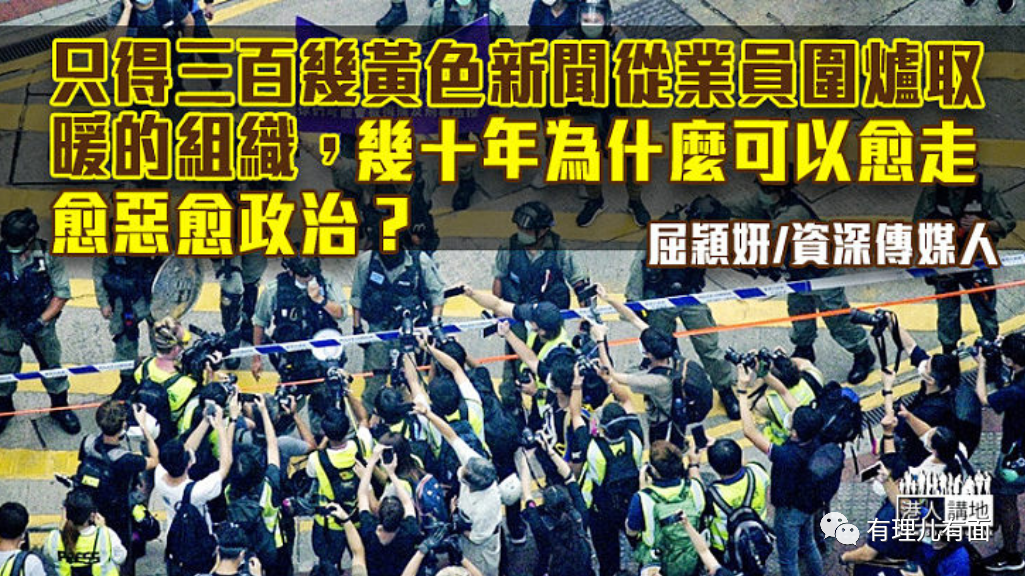 只得三百幾黃色新聞從業員圍爐取
暖的組織，幾十年為什麼可以愈走
愈惡愈政治？
屈穎妍/資深傳媒人
港人講地
有理儿有面
PRESS